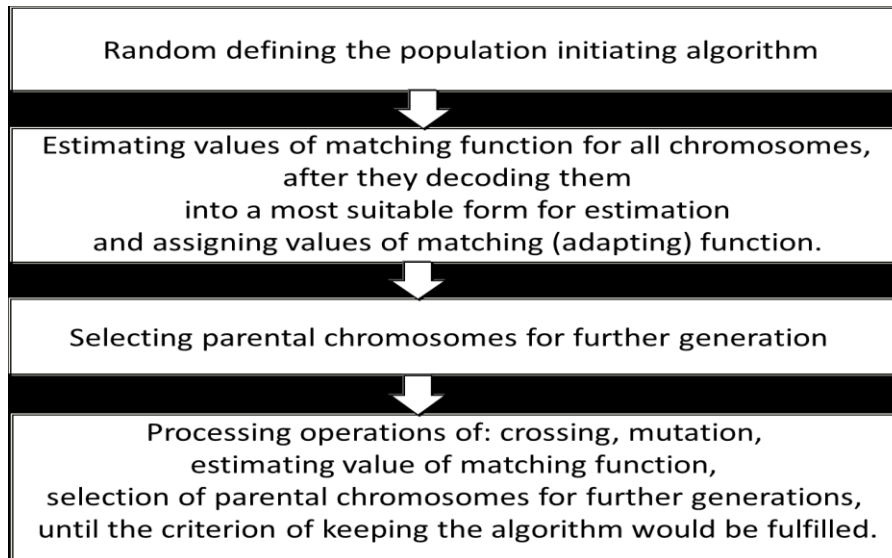 Random defining the population initiating algorithm
Estimating values of matching function for all chromosomes,
after they decoding them
into a most suitable form for estimation
and assigning values of matching (adapting) function.
Selecting parental chromosomes for further generation
Processing operations of: crossing, mutation,
estimating value of matching function,
selection of parental chromosomes for further generations,
until the criterion of keeping the algorithm would be fulfilled.